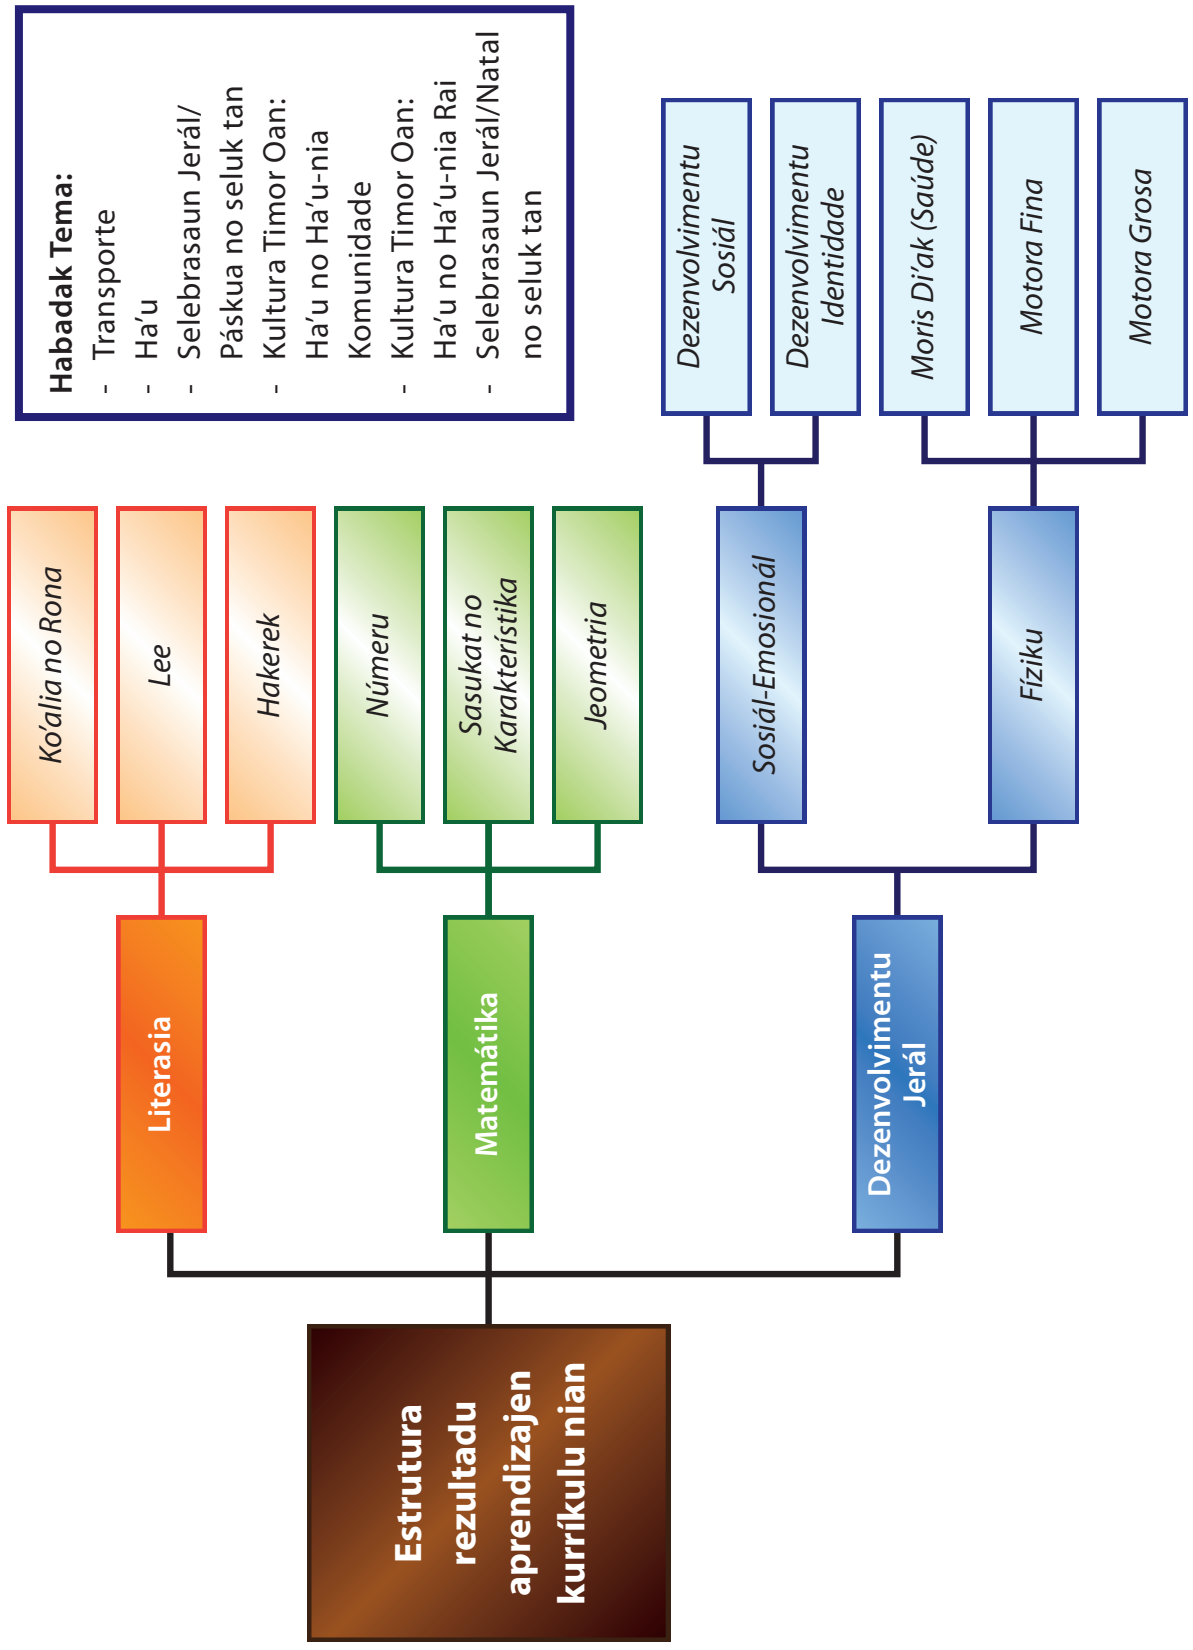 Estrutura
rezultadu
aprendizajen
kurríkulu nian
Literasia
Ko'alia no Rona
Lee
Hakerek
Matemátika
Númeru
Sasukat no
Karakterístika
Jeometria
Dezenvolvimentu
Jerál
Sosiál-Emosionál
Dezenvolvimentu
Sosiál
Dezenvolvimentu
Identidade
Fíziku
Moris Di'ak (Saúde)
Motora Fina
Motora Grosa
Habadak Tema:
- Transporte
- Ha'u
- Selebrasaun Jerál/
Páskua no seluk tan
- Kultura Timor Oan:
Ha'u no Ha'u-nia
Komunidade
- Kultura Timor Oan:
Ha'u no Ha'u-nia Rai
- Selebrasaun Jerál/Natal
no seluk tan